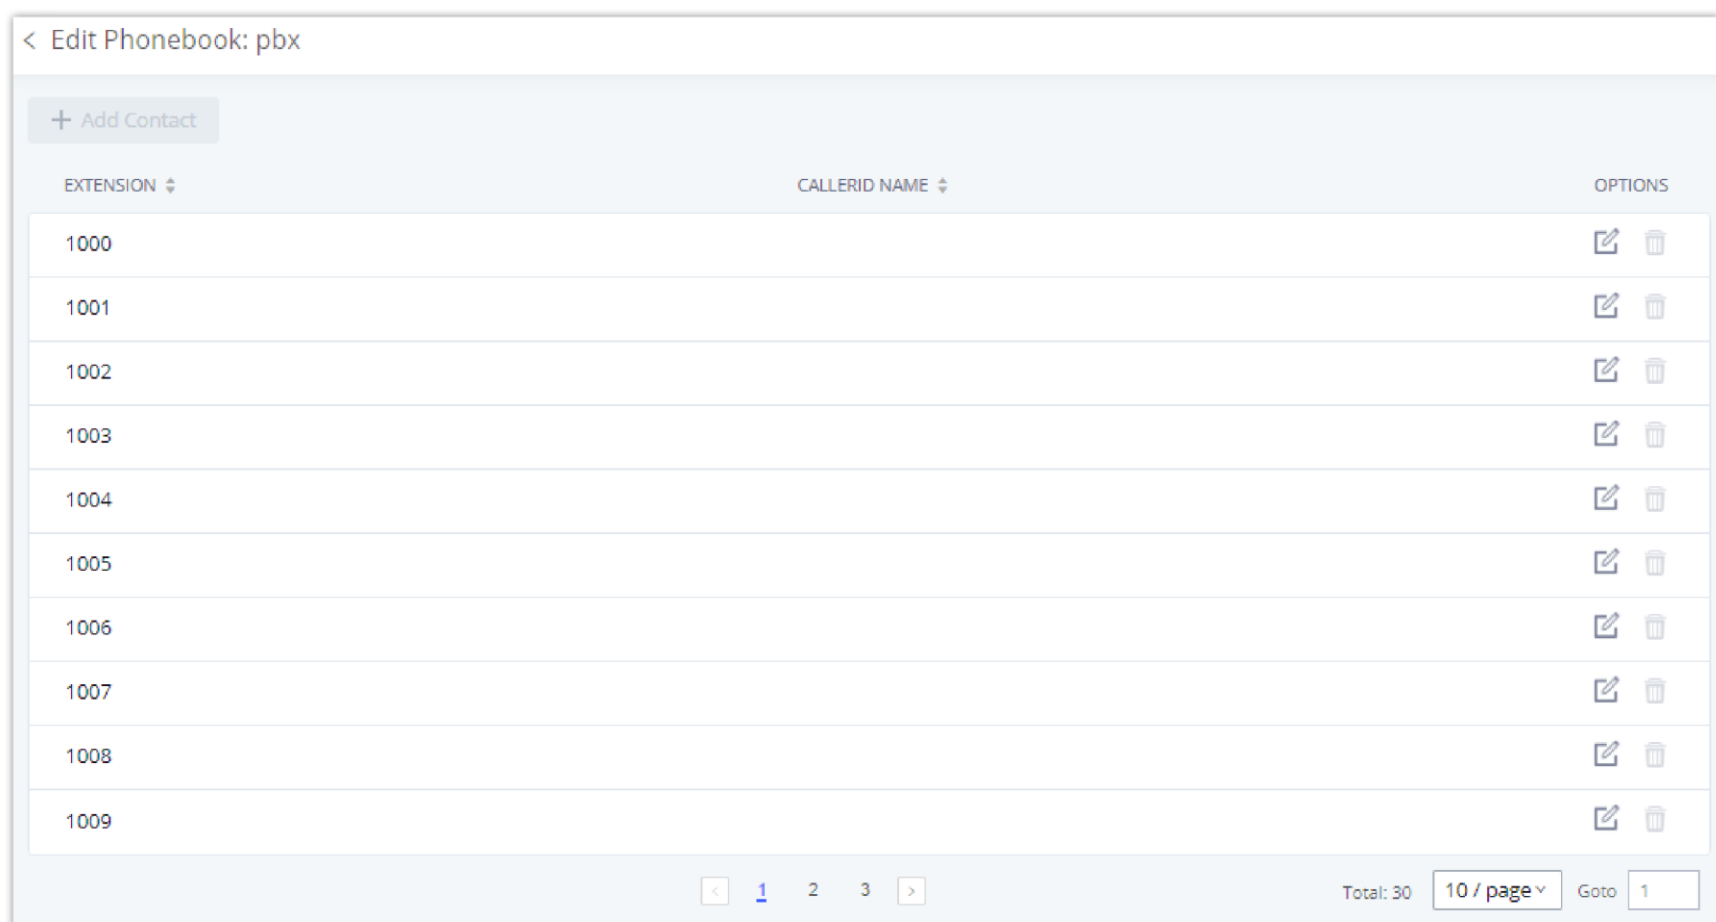 < Edit Phonebook: pbx
+ Add Contact
EXTENSION CALLERID NAME OPTIONS
1000
1001
1002
1003
1004
1005
1006
1007
1008
1009
< 1 2 3 > Total: 30 10 / page Goto 1